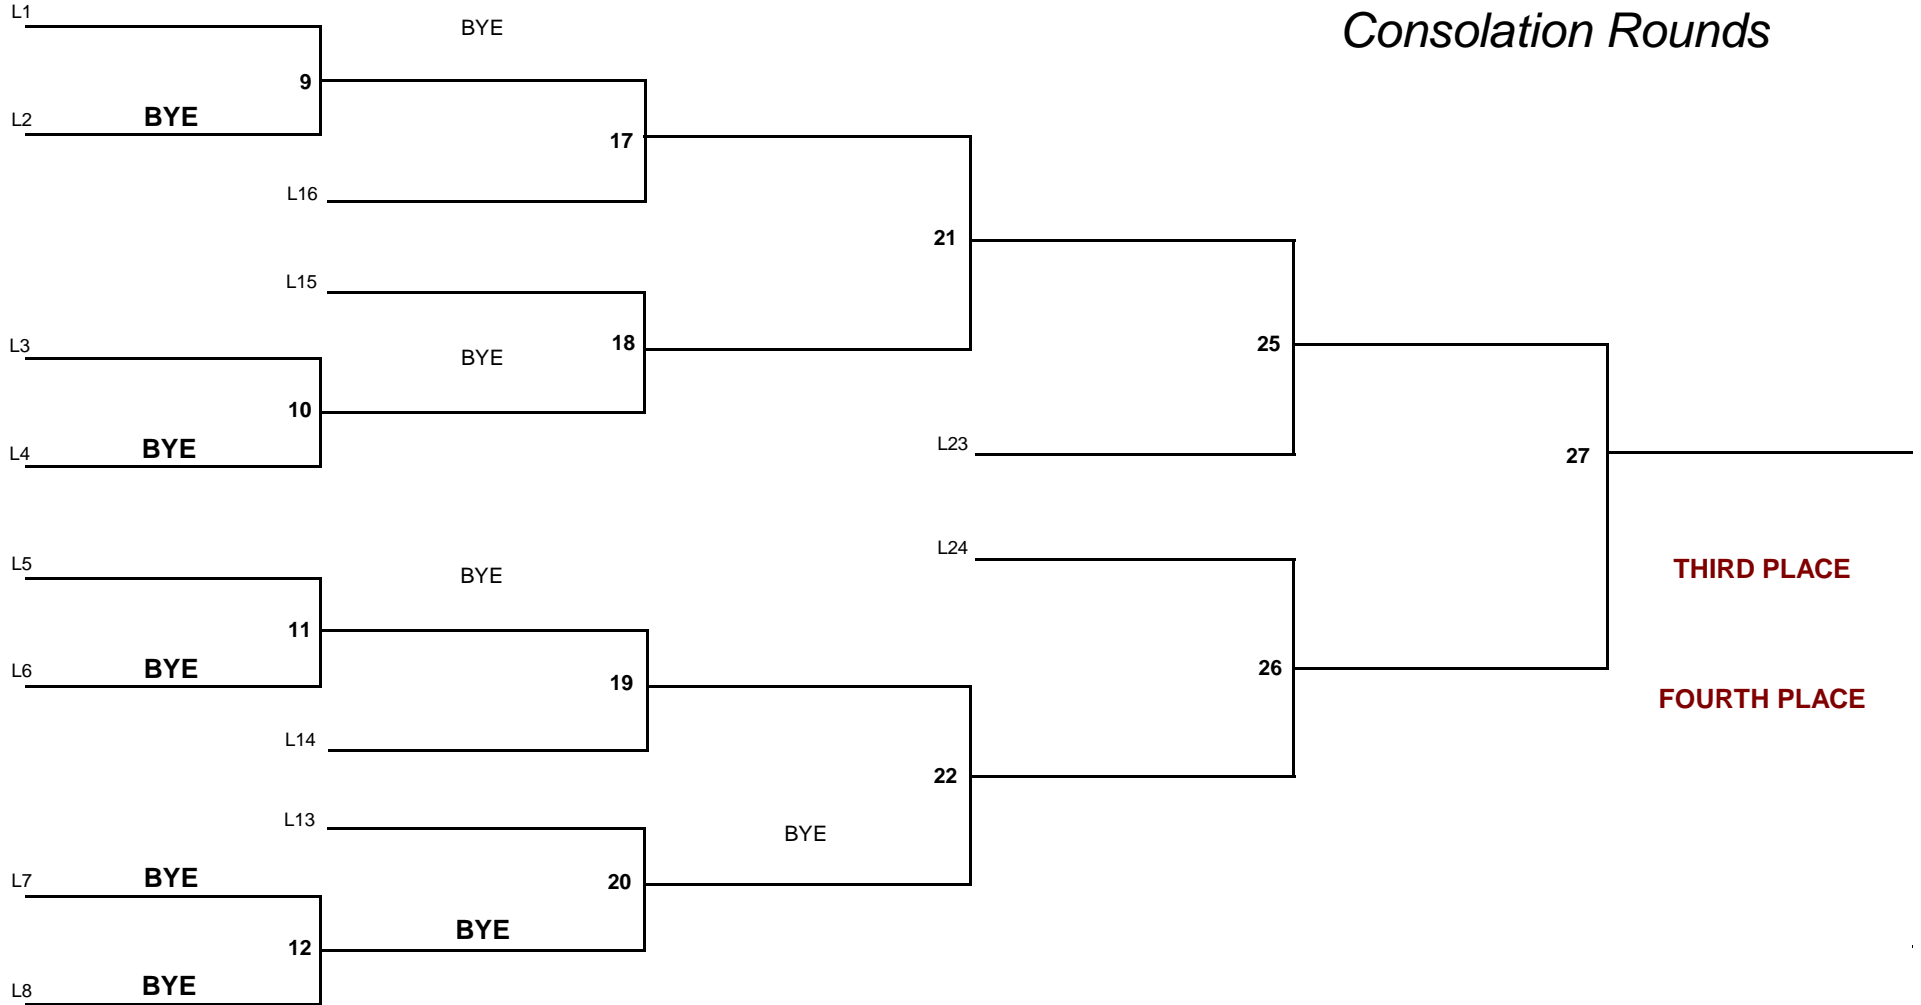 L1
BYE
Consolation Rounds
9
L2
BYE
17
L16
21
L15
L3
BYE
18
25
10
L4
BYE
L23
27
L24
L5
BYE
THIRD PLACE
11
L6
BYE
19
26
FOURTH PLACE
L14
22
L13
BYE
L7
BYE
20
BYE
12
L8
BYE